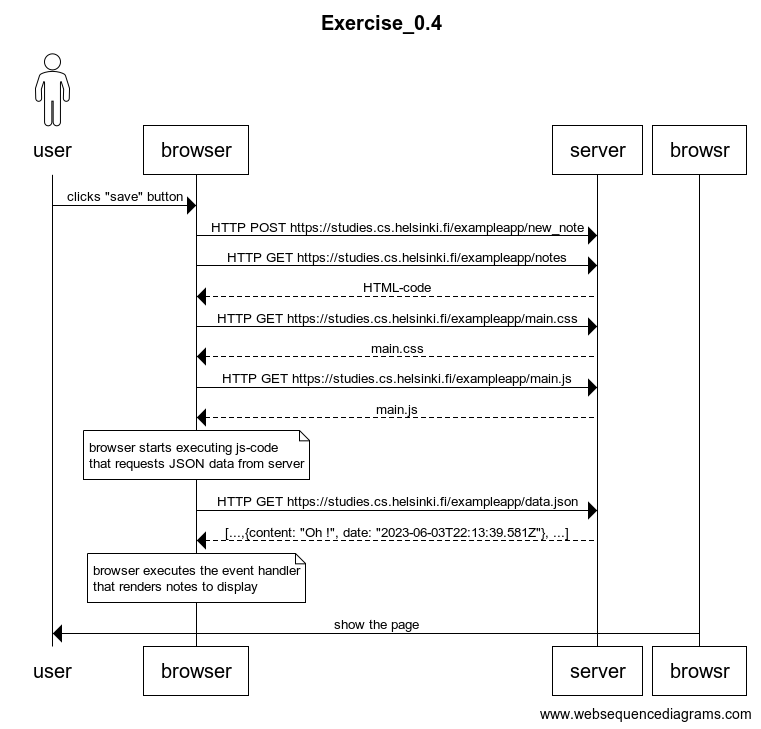 Exercise_0.4
user
browser
server
browsr
clicks "save" button
HTTP POST https://studies.cs.helsinki.fi/exampleapp/new_note
HTTP GET https://studies.cs.helsinki.fi/exampleapp/notes
HTML-code
HTTP GET https://studies.cs.helsinki.fi/exampleapp/main.css
main.css
HTTP GET https://studies.cs.helsinki.fi/exampleapp/main.js
main.js
browser starts executing js-code
that requests JSON data from server
HTTP GET https://studies.cs.helsinki.fi/exampleapp/data.json
[...,{content: "Oh !", date: "2023-06-03T22:13:39.581Z"}, ...]
browser executes the event handler
that renders notes to display
show the page
user
browser
server
browsr
www.websequencediagrams.com